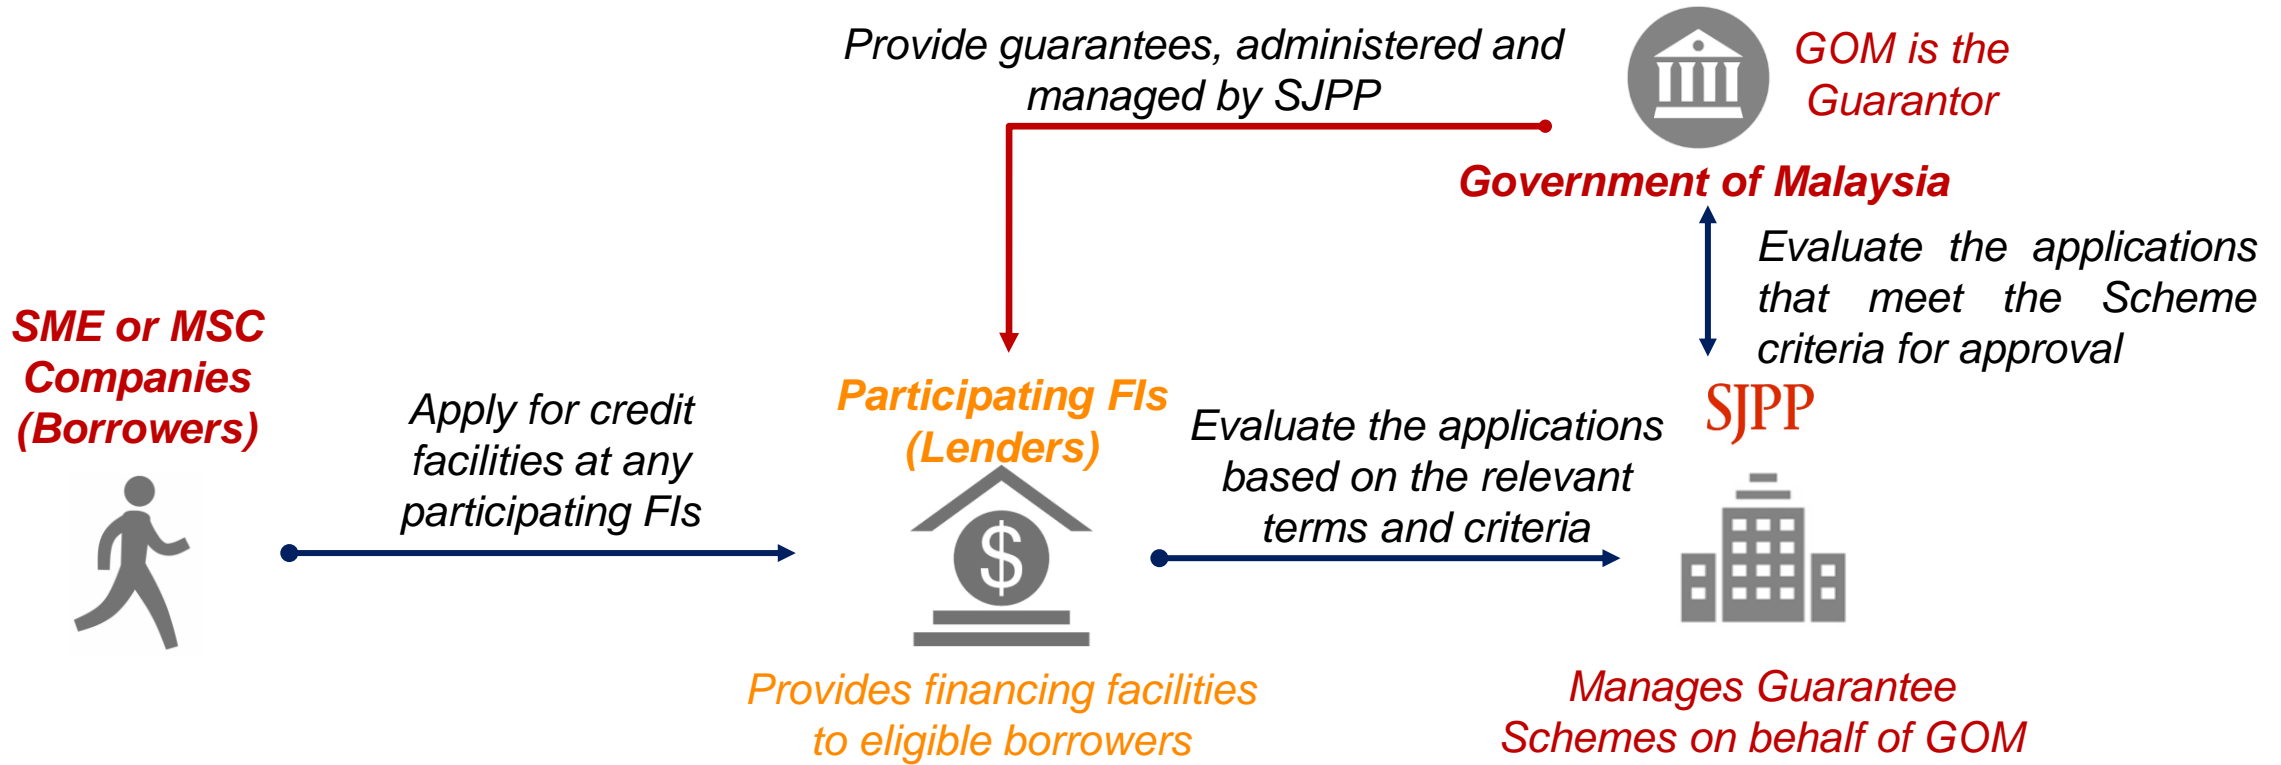 Provide guarantees, administered and
managed by SJPP
GOM is the
Guarantor
Government of Malaysia
Evaluate the applications
that meet the Scheme
criteria for approval
SME or MSC
Companies
(Borrowers)
Apply for credit
facilities at any
participating FIs
Participating FIs
(Lenders)
$
Evaluate the applications
based on the relevant
terms and criteria
SJPP
Provides financing facilities
to eligible borrowers
Manages Guarantee
Schemes on behalf of GOM